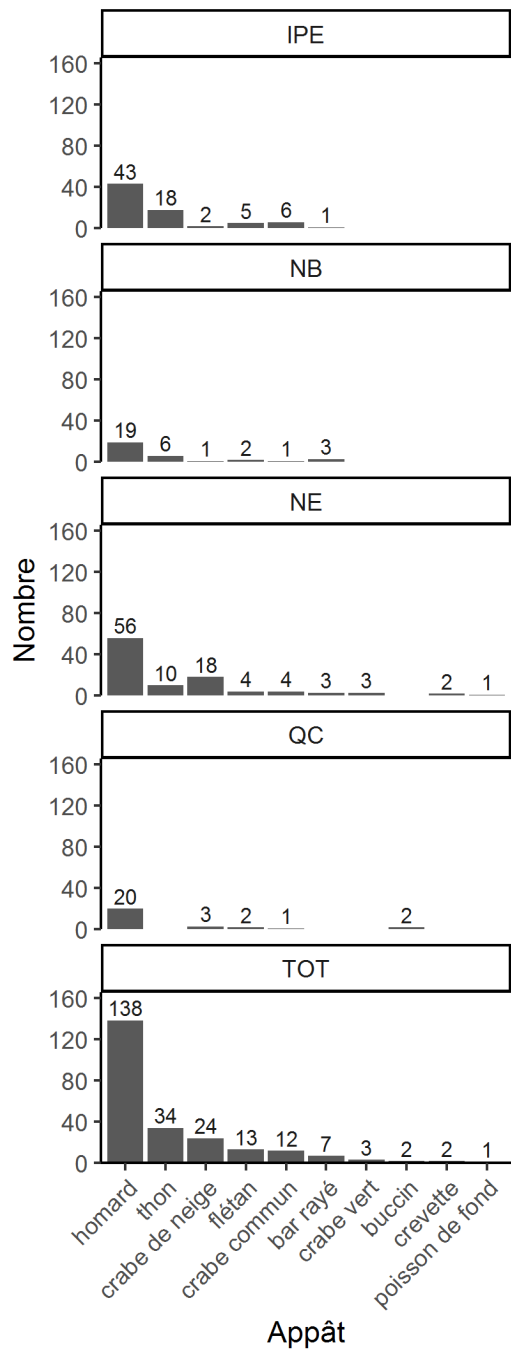 IPE
160
120
80
40
0
43 18 2 5 6 1
NB
160
120
80
40
0
19 6 1 2 1 3
NE
160
120
80
40
0
56 10 18 4 4 3 3 2 1
QC
160
120
80
40
0
20 3 2 1 2
TOT
160
120
80
40
0
138 34 24 13 12 7 3 2 2 1
Nombre
homard
thon
crabe de neige
flétan
crabe commun
bar rayé
crabe vert
buccin
crevette
poisson de fond
Appât